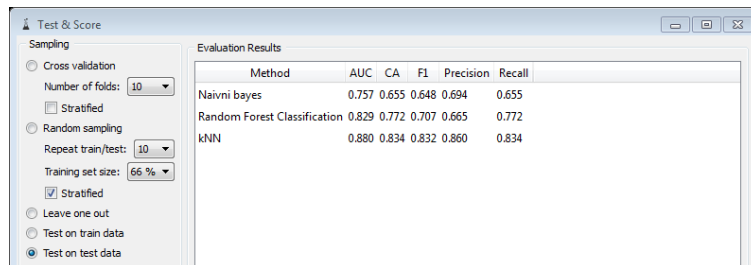 Test & Score
Sampling
Cross validation
Number of folds: 10
Stratified
Random sampling
Repeat train/test: 10
Training set size: 66 %
Stratified
Leave one out
Test on train data
Test on test data
Evaluation Results
Method AUC CA F1 Precision Recall
Naivni bayes 0.757 0.655 0.648 0.694 0.655
Random Forest Classification 0.829 0.772 0.707 0.665 0.772
kNN 0.880 0.834 0.832 0.860 0.834